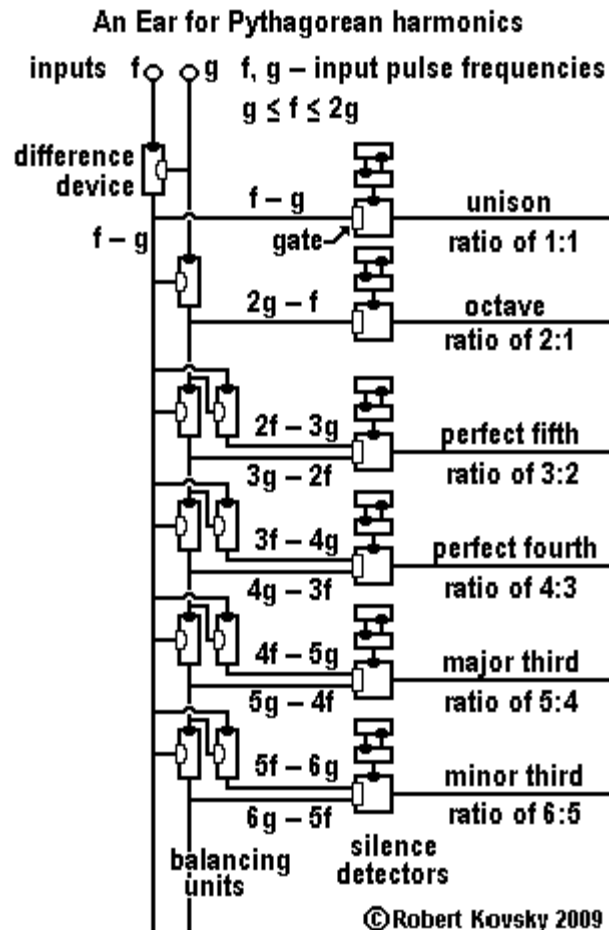 An Ear for Pythagorean harmonics
inputs f g f, g – input pulse frequencies
g ≤ f ≤ 2g
difference
device
f – g
unison
f – g
gate
ratio of 1:1
2g – f
octave
ratio of 2:1
2f – 3g
perfect fifth
3g – 2f
ratio of 3:2
3f – 4g
perfect fourth
4g – 3f
ratio of 4:3
4f – 5g
major third
5g – 4f
ratio of 5:4
5f – 6g
minor third
6g – 5f
ratio of 6:5
balancing
units
silence
detectors
©Robert Kovsky 2009